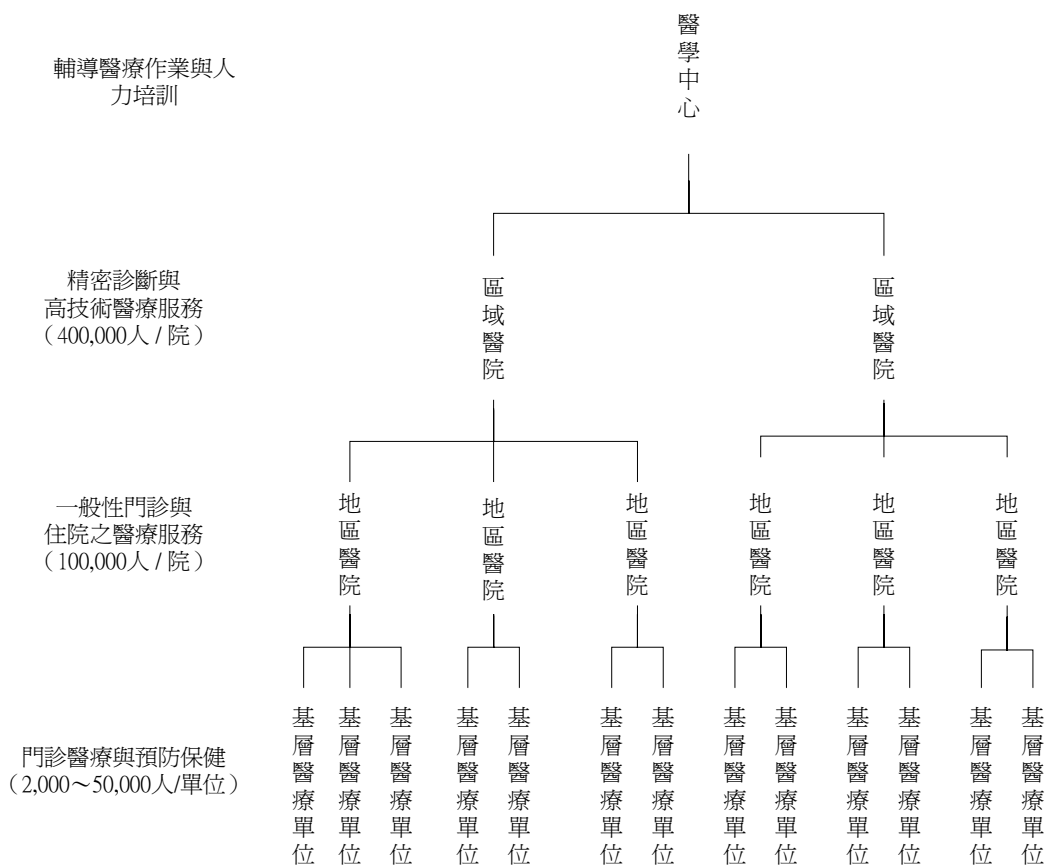 醫學中心
輔導醫療作業與人
力培訓
精密診斷與
高技術醫療服務
（400,000人 / 院）
區域醫院
區域醫院
一般性門診與
住院之醫療服務
（100,000人 / 院）
地區醫院
地區醫院
地區醫院
地區醫院
地區醫院
地區醫院
門診醫療與預防保健
（2,000～50,000人/單位）
基層醫療單位
基層醫療單位
基層醫療單位
基層醫療單位
基層醫療單位
基層醫療單位
基層醫療單位
基層醫療單位
基層醫療單位
基層醫療單位
基層醫療單位
基層醫療單位
基層醫療單位